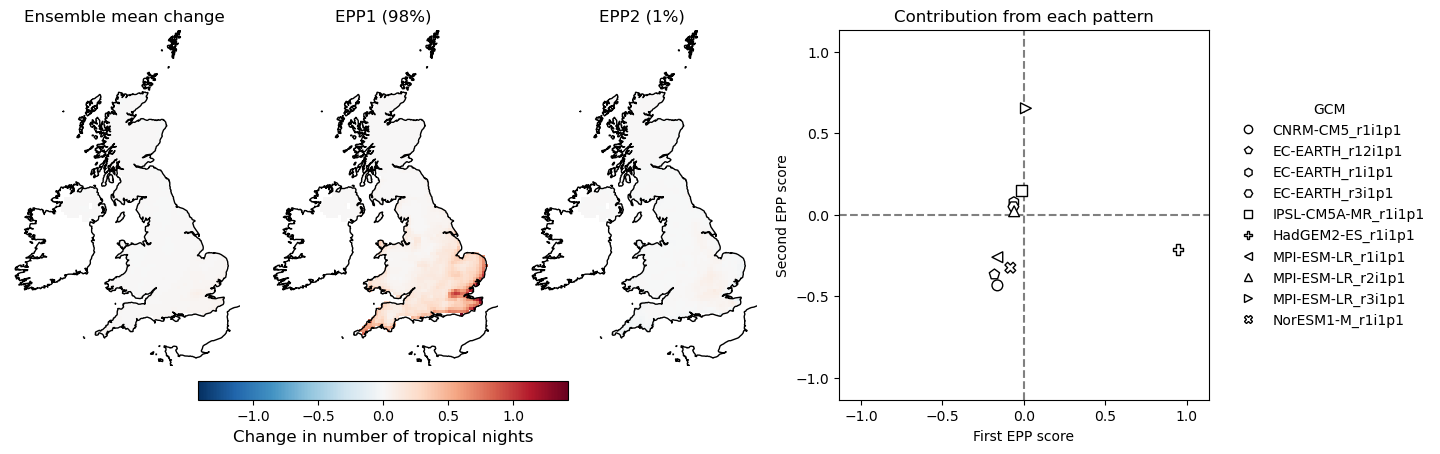 Ensemble mean change
EPP1 (98%)
EPP2 (1%)
−1.0 −0.5 0.0 0.5 1.0
Change in number of tropical nights
Contribution from each pattern
1.0
0.5
0.0
−0.5
−1.0
Second EPP score
−1.0 −0.5 0.0 0.5 1.0
First EPP score
GCM
CNRM-CM5_r1i1p1
EC-EARTH_r12i1p1
EC-EARTH_r1i1p1
EC-EARTH_r3i1p1
IPSL-CM5A-MR_r1i1p1
HadGEM2-ES_r1i1p1
MPI-ESM-LR_r1i1p1
MPI-ESM-LR_r2i1p1
MPI-ESM-LR_r3i1p1
NorESM1-M_r1i1p1